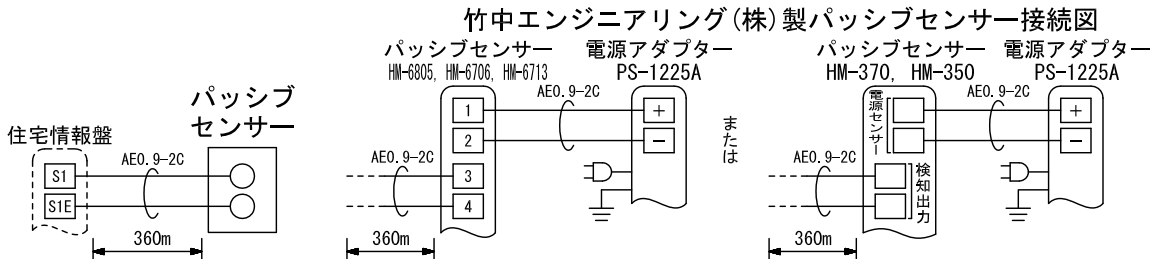 竹中エンジニアリング(株)製パッシブセンサー接続図
住宅情報盤
S1
S1E
AE0.9-2C
パッシブ
センサー
360m
パッシブセンサー
HM-6805, HM-6706, HM-6713
電源アダプター
PS-1225A
1
2
3
4
AE0.9-2C
+
−
AE0.9-2C
360m
または
パッシブセンサー
HM-370, HM-350
電源アダプター
PS-1225A
電源センサー
AE0.9-2C
+
−
AE0.9-2C
検知出力
360m